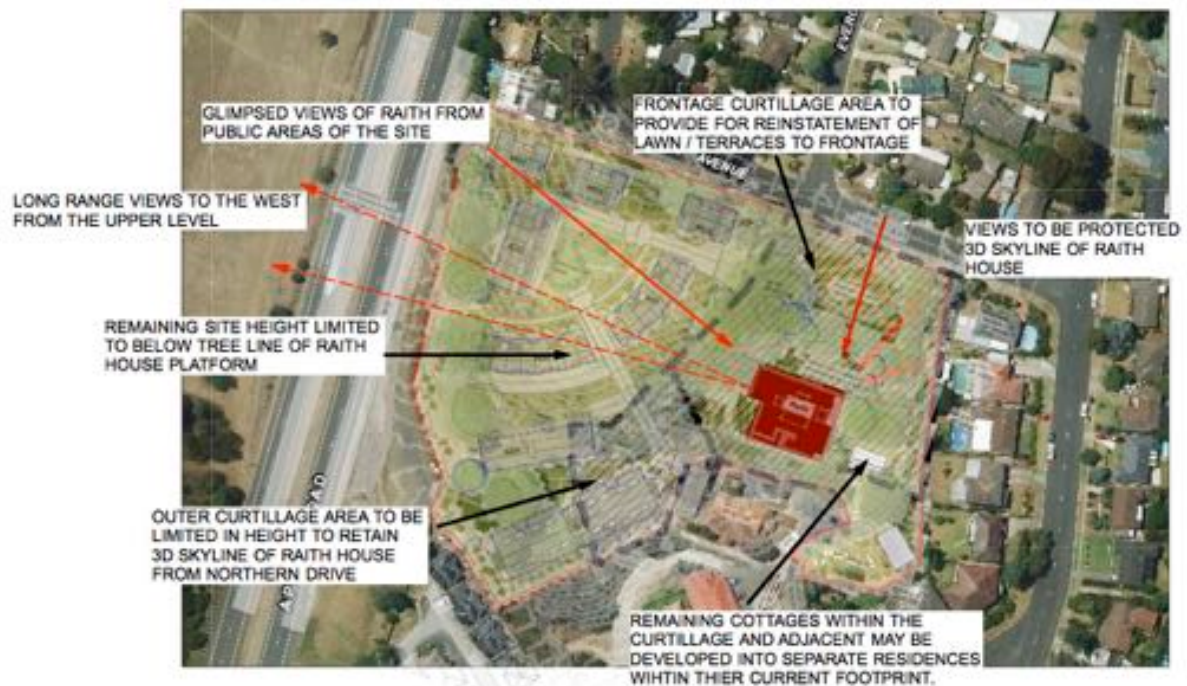 EVERG
GLIMPSED VIEWS OF RAITH FROM
PUBLIC AREAS OF THE SITE
FRONTAGE CURTILLAGE AREA TO
PROVIDE FOR REINSTATEMENT OF
LAWN / TERRACES TO FRONTAGE
AVENUE
LONG RANGE VIEWS TO THE WEST
FROM THE UPPER LEVEL
VIEWS TO BE PROTECTED
3D SKYLINE OF RAITH
HOUSE
REMAINING SITE HEIGHT LIMITED
TO BELOW TREE LINE OF RAITH
HOUSE PLATFORM
OUTER CURTILLAGE AREA TO BE
LIMITED IN HEIGHT TO RETAIN
3D SKYLINE OF RAITH HOUSE
FROM NORTHERN DRIVE
REMAINING COTTAGES WITHIN THE
CURTILLAGE AND ADJACENT MAY BE
DEVELOPED INTO SEPARATE RESIDENCES
WIHTIN THIER CURRENT FOOTPRINT.